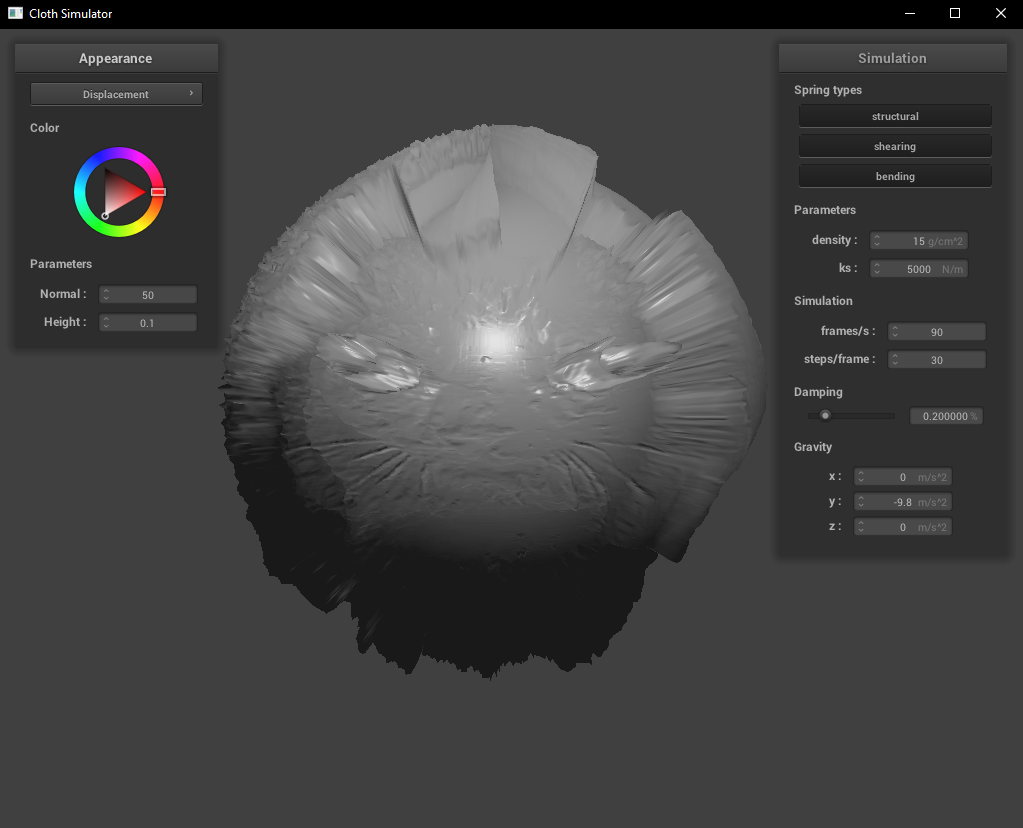 Cloth Simulator
Appearance
Displacement
Color
Parameters
Normal : 50
Height : 0.1
Simulation
Spring types
structural
shearing
bending
Parameters
density : 15 g/cm^2
ks : 5000 N/m
Simulation
frames/s : 90
steps/frame : 30
Damping
0.200000 %
Gravity
x : 0 m/s^2
y : -9.8 m/s^2
z : 0 m/s^2